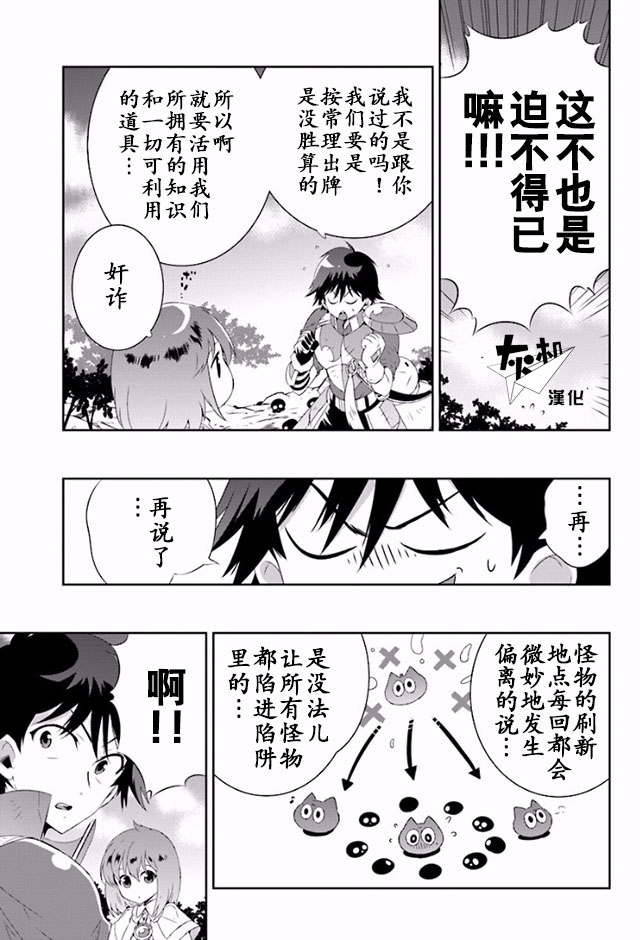 这不也是
迫不得已
嘛!!!
灰机
漢化
我不是跟你
说过的吗!
我们要是
按常理出牌
是没胜算的
所以啊
就要活用我们
所拥有的知识
和一切可利用
的道具…
奸诈
…再…
…再说了…
怪物的刷新
地点每回都会
微妙地发生
偏离的说…
是没法儿
让所有怪物
都陷进陷阱
里的…
啊!!